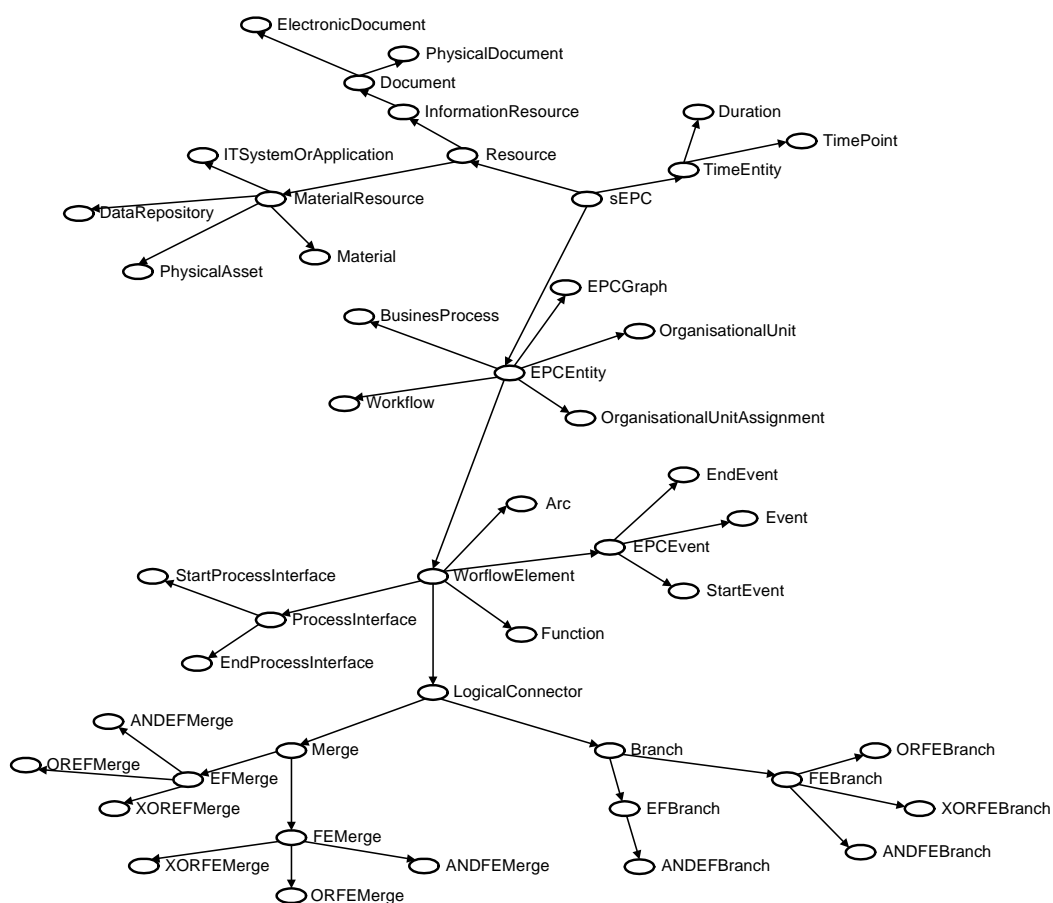 ElectronicDocument
PhysicalDocument
Document
InformationResource
Duration
TimePoint
ITSystemOrApplication
Resource
TimeEntity
MaterialResource
sEPC
DataRepository
Material
PhysicalAsset
EPCGraph
BusinesProcess
OrganisationalUnit
EPCEntity
Workflow
OrganisationalUnitAssignment
EndEvent
Arc
Event
EPCEvent
StartProcessInterface
WorflowElement
StartEvent
ProcessInterface
Function
EndProcessInterface
LogicalConnector
ANDEFMerge
Merge
Branch
ORFEBranch
OREFMerge
EFMerge
FEBranch
XOREFMerge
EFBranch
XORFEBranch
FEMerge
ANDFEBranch
XORFEMerge
ANDFEMerge
ANDEFBranch
ORFEMerge